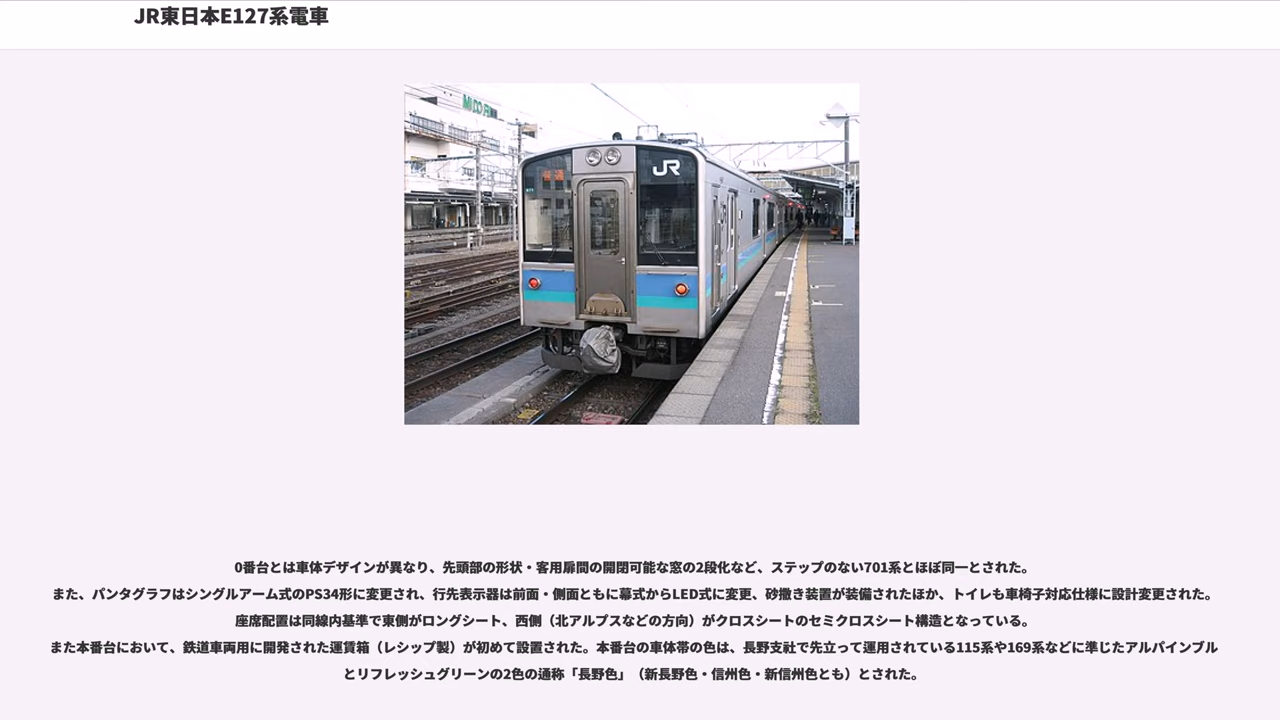 JR東日本E127系電車
MIDORI
普通
JR
0番台とは車体デザインが異なり、先頭部の形状・客用扉間の開閉可能な窓の2段化など、ステップのない701系とほぼ同一とされた。
また、パンタグラフはシングルアーム式のPS34形に変更され、行先表示器は前面・側面ともに幕式からLED式に変更、砂撒き装置が装備されたほか、トイレも車椅子対応仕様に設計変更された。
座席配置は同線内基準で東側がロングシート、西側（北アルプスなどの方向）がクロスシートのセミクロスシート構造となっている。
また本番台において、鉄道車両用に開発された運賃箱（レシップ製）が初めて設置された。本番台の車体帯の色は、長野支社で先立って運用されている115系や169系などに準じたアルパインブル
とリフレッシュグリーンの2色の通称「長野色」（新長野色・信州色・新信州色とも）とされた。